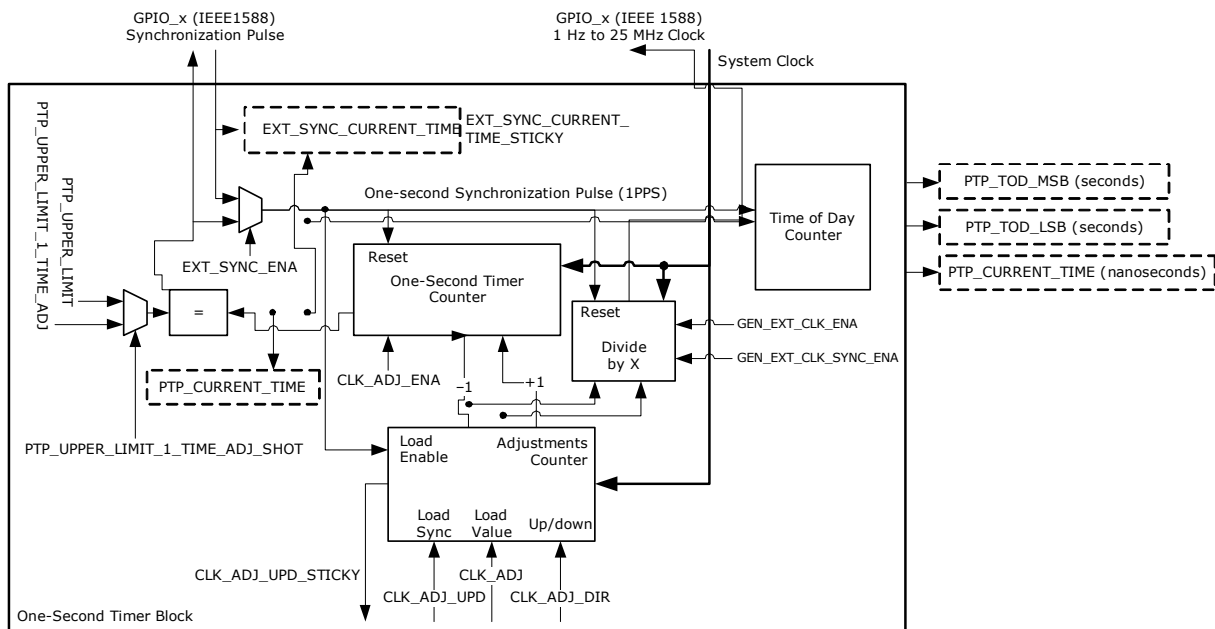 GPIO_x (IEEE1588)
Synchronization Pulse
GPIO_x (IEEE 1588)
1 Hz to 25 MHz Clock
System Clock
PTP_UPPER_LIMIT_1_TIME_ADJ
PTP_UPPER_LIMIT
EXT_SYNC_CURRENT_TIME
EXT_SYNC_CURRENT_
TIME_STICKY
One-second Synchronization Pulse (1PPS)
Time of Day
Counter
PTP_TOD_MSB (seconds)
PTP_TOD_LSB (seconds)
PTP_CURRENT_TIME (nanoseconds)
EXT_SYNC_ENA
Reset
One-Second Timer
Counter
=
Reset
Divide
by X
GEN_EXT_CLK_ENA
GEN_EXT_CLK_SYNC_ENA
PTP_CURRENT_TIME
CLK_ADJ_ENA
–1
+1
PTP_UPPER_LIMIT_1_TIME_ADJ_SHOT
Load
Enable
Adjustments
Counter
Load
Sync
Load
Value
Up/down
CLK_ADJ_UPD_STICKY
CLK_ADJ_UPD
CLK_ADJ
CLK_ADJ_DIR
One-Second Timer Block